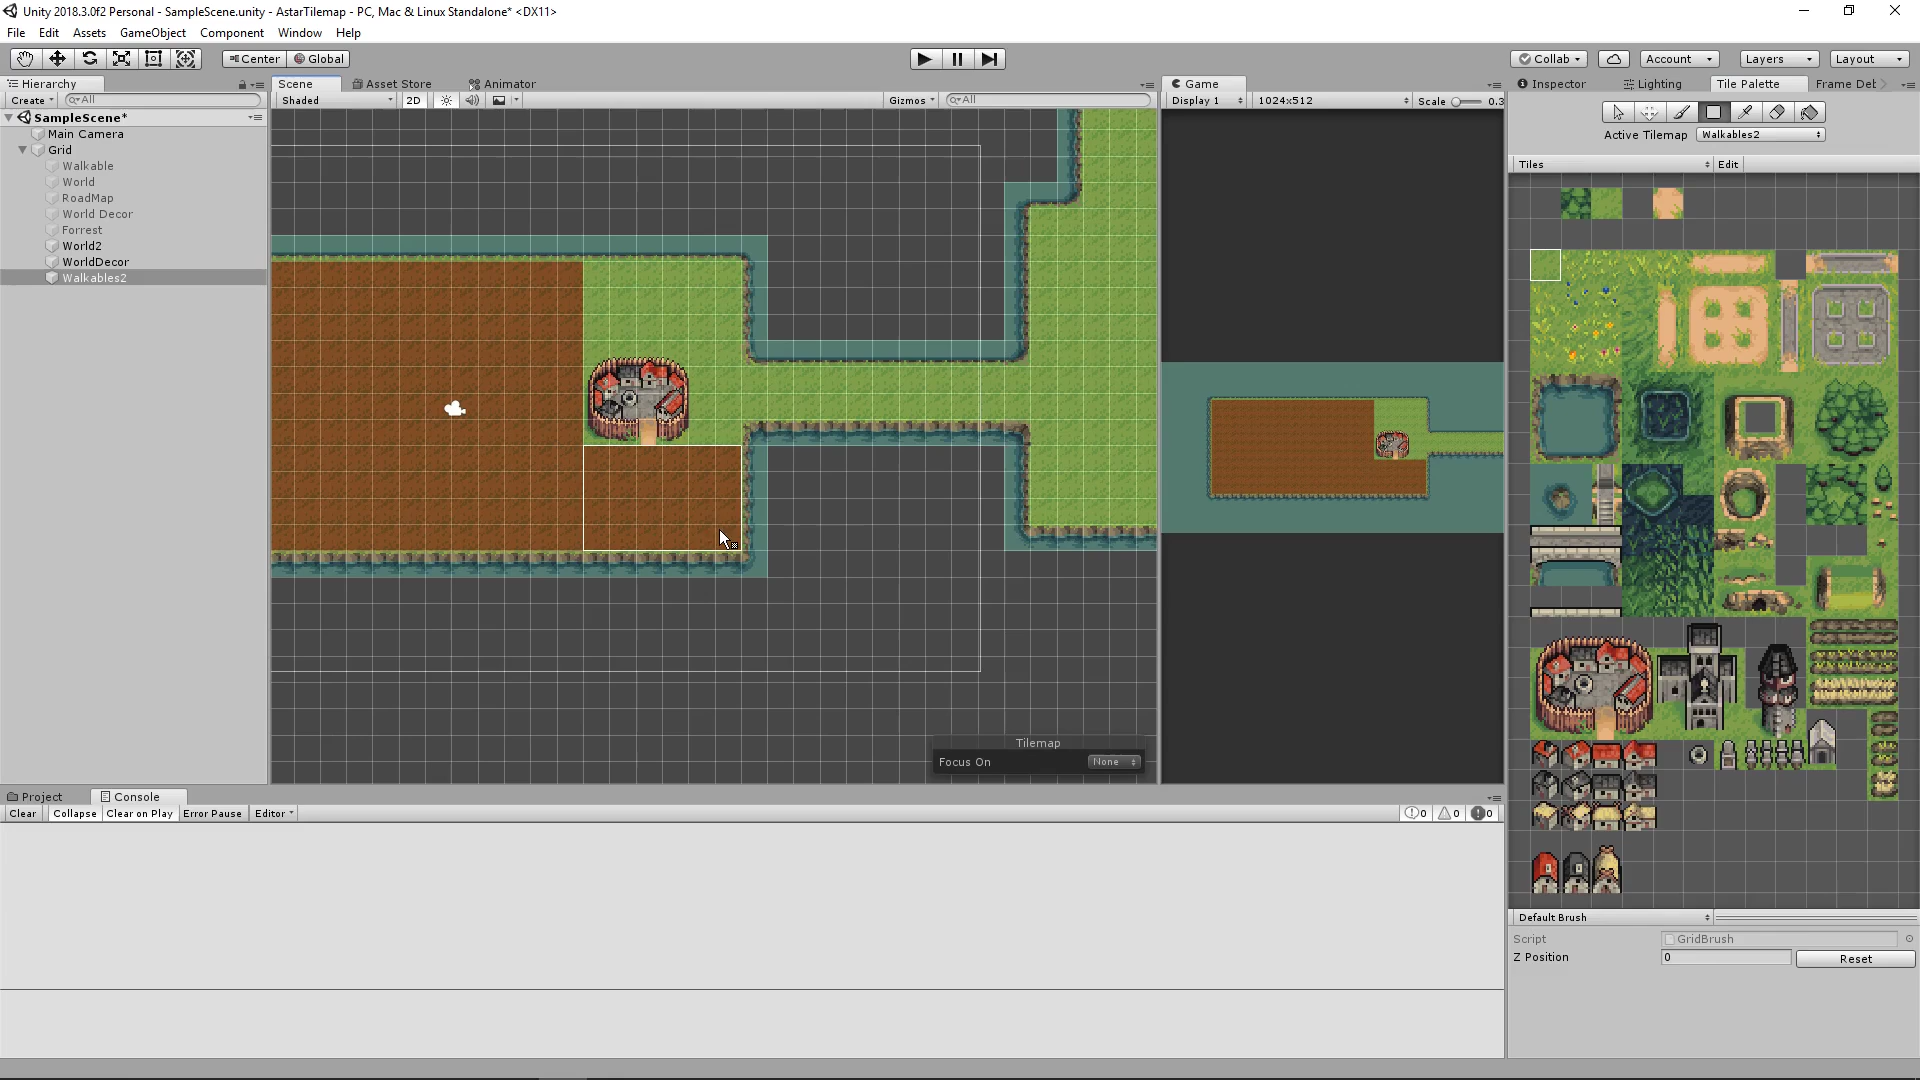 Unity 2018.3.0f2 Personal - SampleScene.unity - AstarTilemap - PC, Mac & Linux Standalone* <DX11>
File Edit Assets GameObject Component Window Help
Center Global Collab Account Layers Layout
Hierarchy Scene Asset Store Animator Game Inspector Lighting Tile Palette Frame Det
Create All Shaded 2D Gizmos All Display 1 1024x512 Scale 0.3
SampleScene*
Main Camera
Grid
Walkable
World
RoadMap
World Decor
Forrest
World2
WorldDecor
Walkables2
Active Tilemap Walkables2
Tiles Edit
Tilemap
Focus On None
Project Console
Clear Collapse Clear on Play Error Pause Editor 0 0 0
Default Brush
Script GridBrush
Z Position 0 Reset